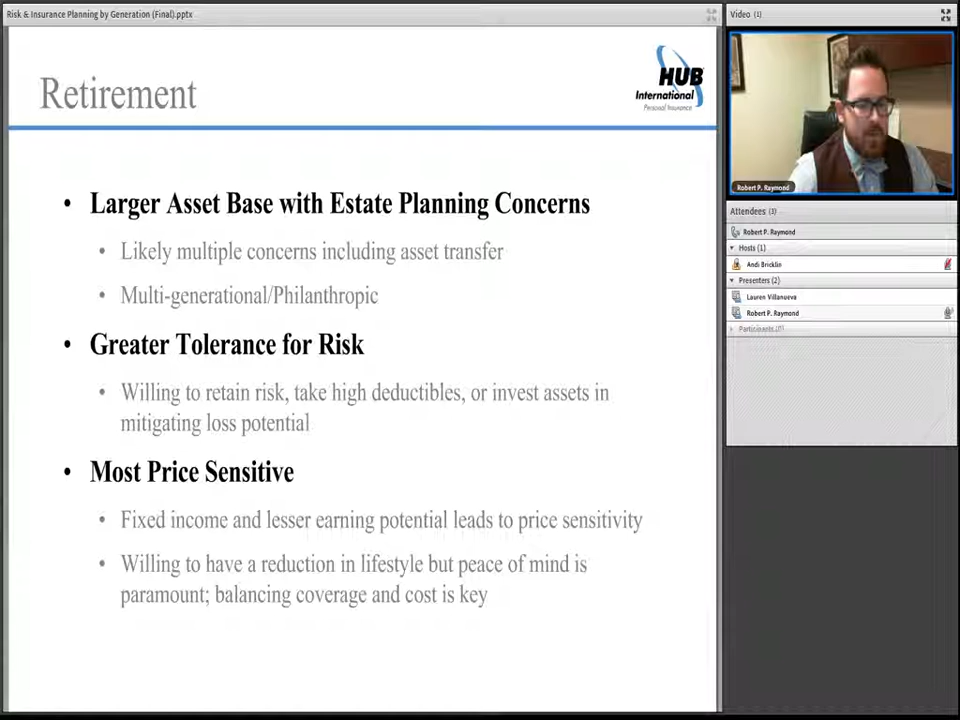 Risk & Insurance Planning by Generation (Final).pptx
Retirement
HUB
International
Personal Insurance
• Larger Asset Base with Estate Planning Concerns
• Likely multiple concerns including asset transfer
• Multi-generational/Philanthropic
• Greater Tolerance for Risk
• Willing to retain risk, take high deductibles, or invest assets in
mitigating loss potential
• Most Price Sensitive
• Fixed income and lesser earning potential leads to price sensitivity
• Willing to have a reduction in lifestyle but peace of mind is
paramount; balancing coverage and cost is key
Video (1)
Robert P. Raymond
Attendees (3)
Robert P. Raymond
Hosts (1)
Andi Bricklin
Presenters (2)
Lauren Villanueva
Robert P. Raymond
Participants (0)